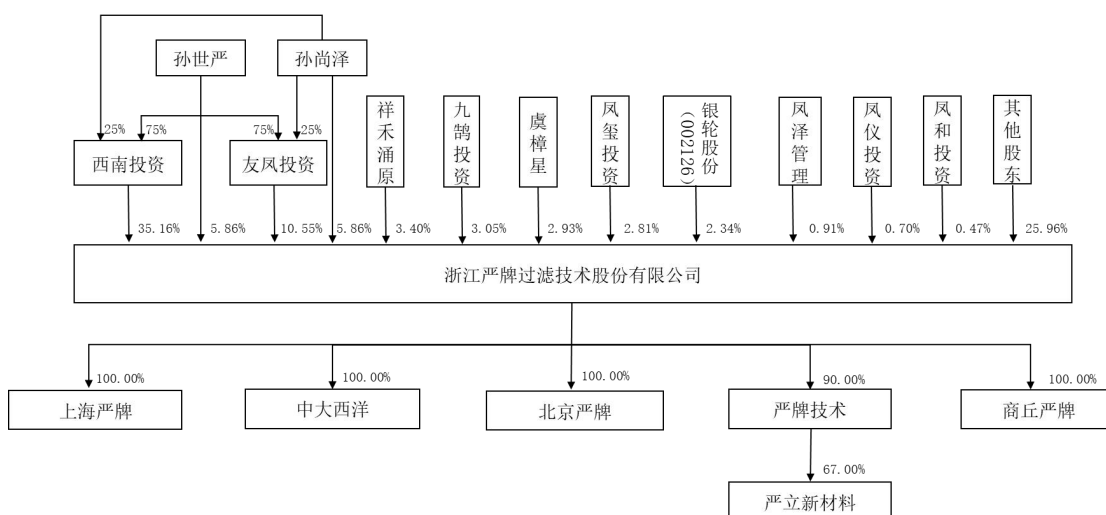 孙世严
孙尚泽
祥禾涌原
九鹄投资
虞樟星
凤玺投资
银轮股份(002126)
凤泽管理
凤仪投资
凤和投资
其他股东
25%
75%
75%
25%
西南投资
友凤投资
35.16%
5.86%
10.55%
5.86%
3.40%
3.05%
2.93%
2.81%
2.34%
0.91%
0.70%
0.47%
25.96%
浙江严牌过滤技术股份有限公司
100.00%
100.00%
100.00%
90.00%
100.00%
上海严牌
中大西洋
北京严牌
严牌技术
商丘严牌
67.00%
严立新材料